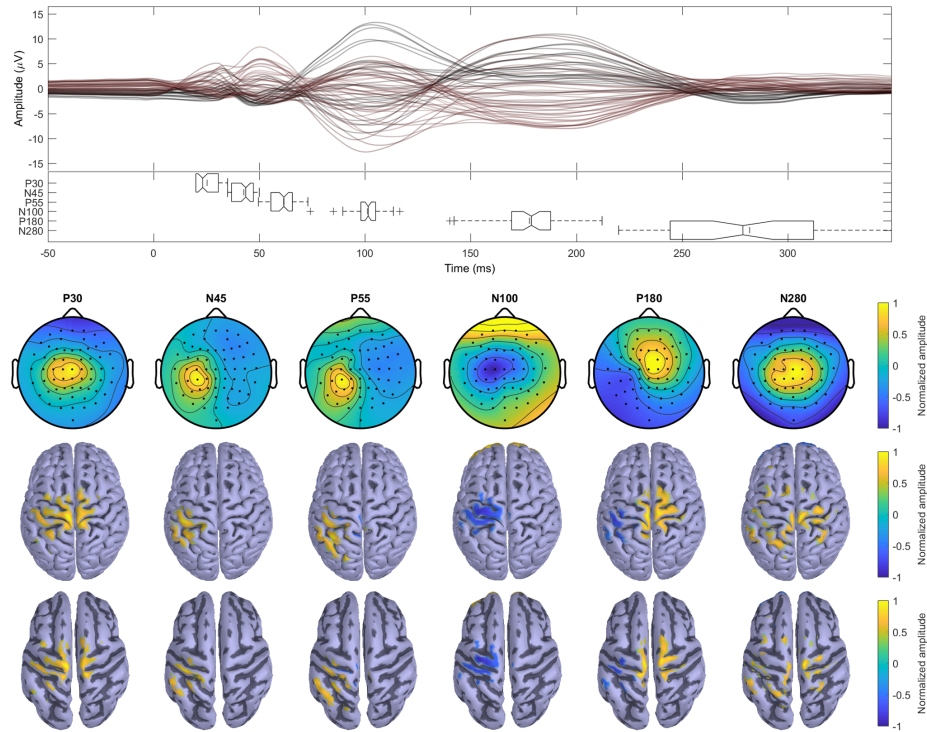 15
10
5
0
-5
-10
-15
Amplitude (μV)
P30
N45
P55
N100
P180
N280
-50 0 50 100 150 200 250 300
Time (ms)
P30 N45 P55 N100 P180 N280
1
0.5
0
-0.5
-1
Normalized amplitude
1
0.5
0
-0.5
-1
Normalized amplitude
1
0.5
0
-0.5
-1
Normalized amplitude